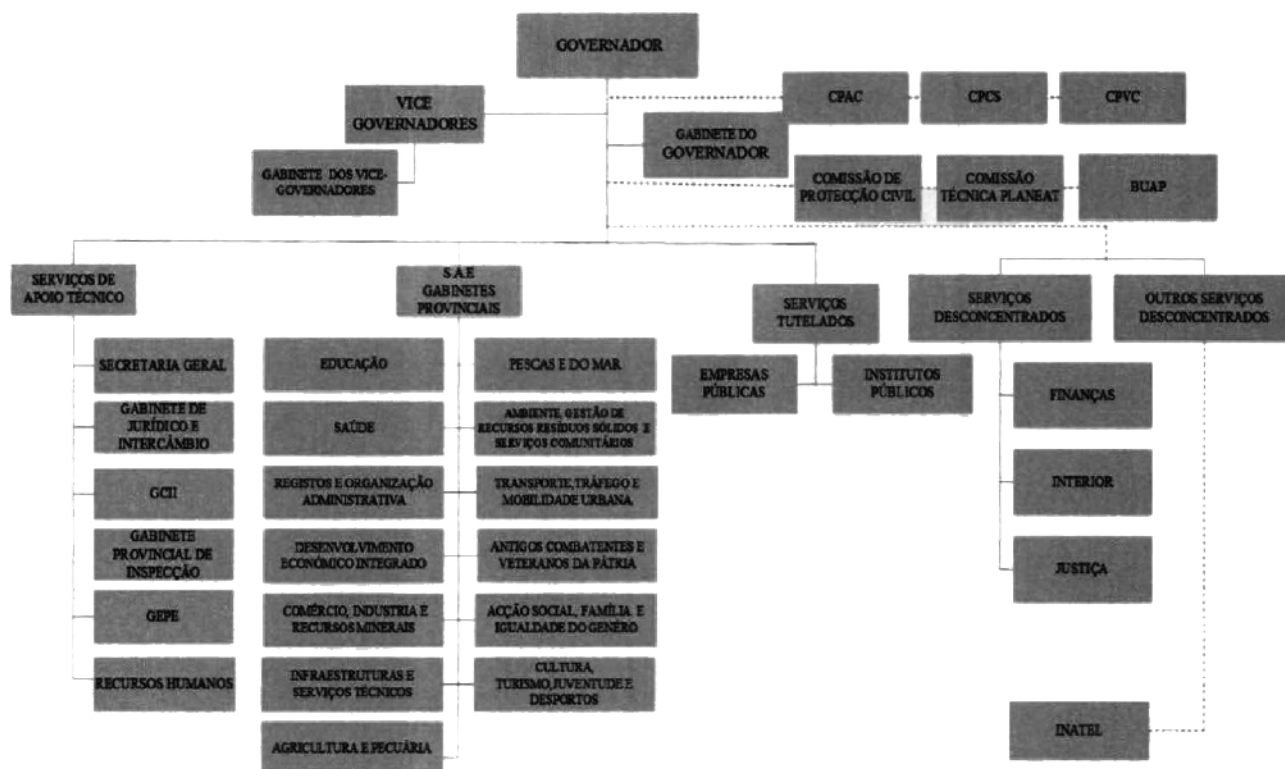 GOVERNADOR
VICE
GOVERNADORES
CPAC
CPCS
CPVC
GABINETE DO
GOVERNADOR
GABINETE DOS VICE-
GOVERNADORES
COMISSÃO DE
PROTECÇÃO CIVIL
COMISSÃO
TÉCNICA PLANEAT
BUAP
SERVIÇOS DE
APOIO TÉCNICO
S.A.E
GABINETES
PROVINCIAIS
SERVIÇOS
TUTELADOS
SERVIÇOS
DESCONCENTRADOS
OUTROS SERVIÇOS
DESCONCENTRADOS
SECRETARIA GERAL
GABINETE DE
JURÍDICO E
INTERCÂMBIO
GCII
GABINETE
PROVINCIAL DE
INSPECÇÃO
GEPE
RECURSOS HUMANOS
EDUCAÇÃO
SAÚDE
REGISTOS E ORGANIZAÇÃO
ADMINISTRATIVA
DESENVOLVIMENTO
ECONÓMICO INTEGRADO
COMÉRCIO, INDUSTRIA E
RECURSOS MINERAIS
INFRAESTRUTURAS E
SERVIÇOS TÉCNICOS
AGRICULTURA E PECUÁRIA
PESCAS E DO MAR
AMBIENTE, GESTÃO DE
RECURSOS RESÍDUOS SÓLIDOS E
SERVIÇOS COMUNITÁRIOS
TRANSPORTE, TRÁFEGO E
MOBILIDADE URBANA
ANTIGOS COMBATENTES E
VETERANOS DA PÁTRIA
ACÇÃO SOCIAL, FAMÍLIA E
IGUALDADE DO GENÉRO
CULTURA,
TURISMO, JUVENTUDE E
DESPORTOS
EMPRESAS
PÚBLICAS
INSTITUTOS
PÚBLICOS
FINANÇAS
INTERIOR
JUSTIÇA
INATEL